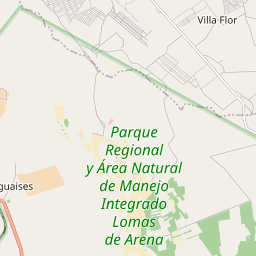 Villa Flor
Parque
Regional
y Área Natural
de Manejo
Integrado
Lomas
de Arena
guaises